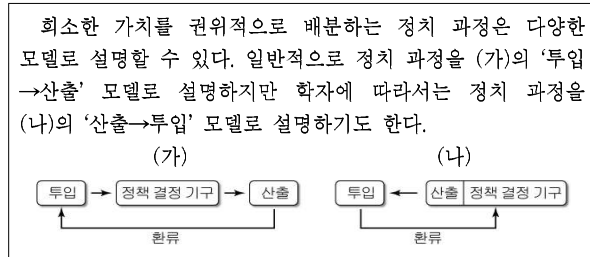 희소한 가치를 권위적으로 배분하는 정치 과정은 다양한
모델로 설명할 수 있다. 일반적으로 정치 과정을 (가)의 ‘투입
→산출’ 모델로 설명하지만 학자에 따라서는 정치 과정을
(나)의 ‘산출→투입’ 모델로 설명하기도 한다.
(가) (나)
투입 → 정책 결정 기구 → 산출 투입 ← 산출 정책 결정 기구
환류 환류